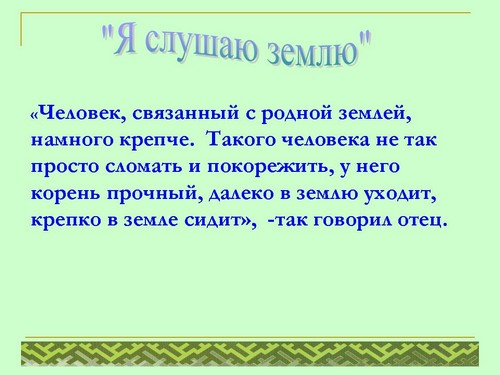 "Я слушаю землю"
«Человек, связанный с родной землей,
намного крепче. Такого человека не так
просто сломать и покорежить, у него
корень прочный, далеко в землю уходит,
крепко в земле сидит», -так говорил отец.